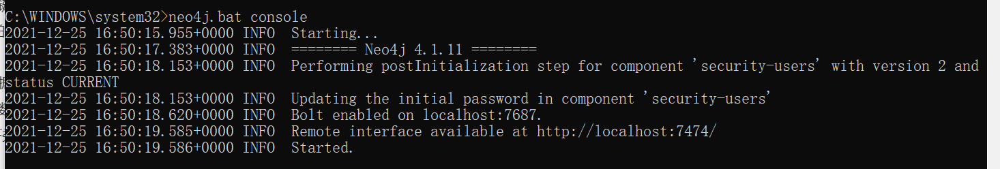 C:\WINDOWS\system32>neo4j.bat console
2021-12-25 16:50:15.955+0000 INFO  Starting...
2021-12-25 16:50:17.383+0000 INFO  ======== Neo4j 4.1.11 ========
2021-12-25 16:50:18.153+0000 INFO  Performing postInitialization step for component 'security-users' with version 2 and
status CURRENT
2021-12-25 16:50:18.153+0000 INFO  Updating the initial password in component 'security-users'
2021-12-25 16:50:18.620+0000 INFO  Bolt enabled on localhost:7687.
2021-12-25 16:50:19.585+0000 INFO  Remote interface available at http://localhost:7474/
2021-12-25 16:50:19.586+0000 INFO  Started.